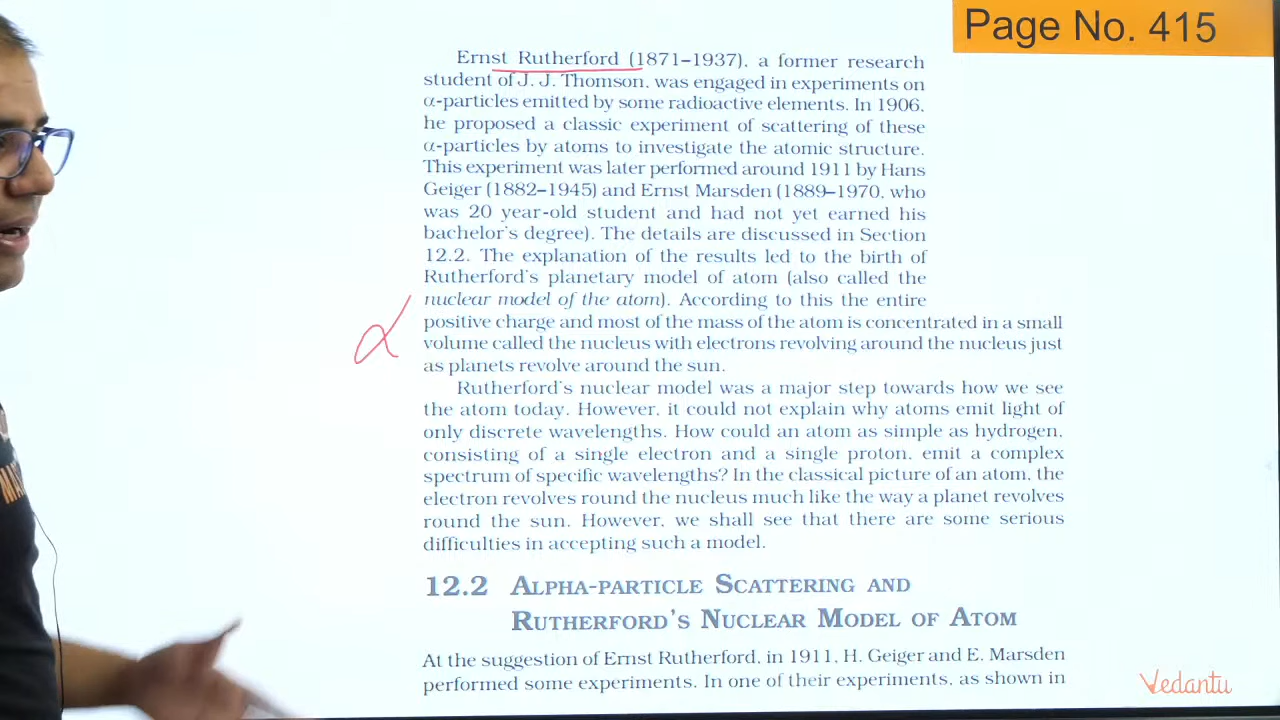 Page No. 415
Ernst Rutherford (1871–1937), a former research
student of J. J. Thomson, was engaged in experiments on
α-particles emitted by some radioactive elements. In 1906,
he proposed a classic experiment of scattering of these
α-particles by atoms to investigate the atomic structure.
This experiment was later performed around 1911 by Hans
Geiger (1882–1945) and Ernst Marsden (1889–1970, who
was 20 year-old student and had not yet earned his
bachelor's degree). The details are discussed in Section
12.2. The explanation of the results led to the birth of
Rutherford's planetary model of atom (also called the
nuclear model of the atom). According to this the entire
positive charge and most of the mass of the atom is concentrated in a small
volume called the nucleus with electrons revolving around the nucleus just
as planets revolve around the sun.
α
Rutherford's nuclear model was a major step towards how we see
the atom today. However, it could not explain why atoms emit light of
only discrete wavelengths. How could an atom as simple as hydrogen,
consisting of a single electron and a single proton, emit a complex
spectrum of specific wavelengths? In the classical picture of an atom, the
electron revolves round the nucleus much like the way a planet revolves
round the sun. However, we shall see that there are some serious
difficulties in accepting such a model.
12.2 ALPHA-PARTICLE SCATTERING AND
RUTHERFORD'S NUCLEAR MODEL OF ATOM
At the suggestion of Ernst Rutherford, in 1911, H. Geiger and E. Marsden
performed some experiments. In one of their experiments, as shown in
Vedantu